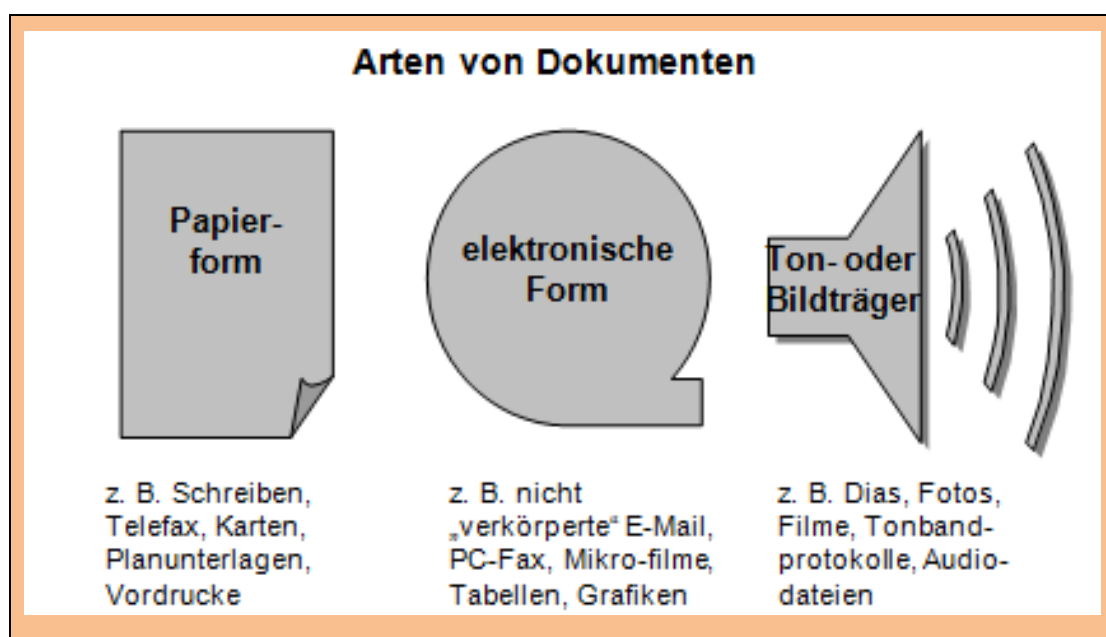 Arten von Dokumenten
Papier-
form
elektronische
Form
Ton- oder
Bildträger
z. B. Schreiben,
Telefax, Karten,
Planunterlagen,
Vordrucke
z. B. nicht
„verkörperte“ E-Mail,
PC-Fax, Mikro-filme,
Tabellen, Grafiken
z. B. Dias, Fotos,
Filme, Tonband-
protokolle, Audio-
dateien